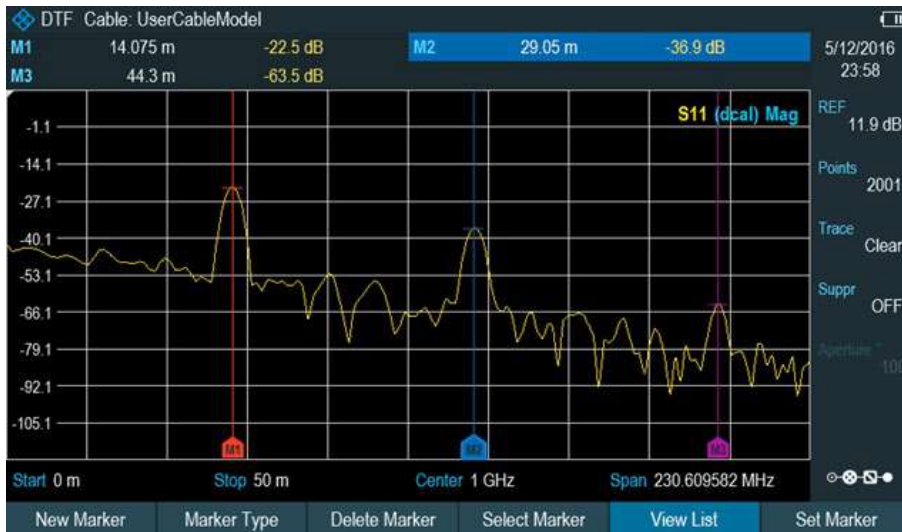 DTF Cable: UserCableModel
M1 14.075 m -22.5 dB M2 29.05 m -36.9 dB 5/12/2016
M3 44.3 m -63.5 dB 23:58
S11 (dcal) Mag
REF
11.9 dB
Points
2001
Trace
Clear
Suppr
OFF
Aperture
100
-1.1
-14.1
-27.1
-40.1
-53.1
-66.1
-79.1
-92.1
-105.1
M1 M2 M3
Start 0 m Stop 50 m Center 1 GHz Span 230.609582 MHz
New Marker Marker Type Delete Marker Select Marker View List Set Marker